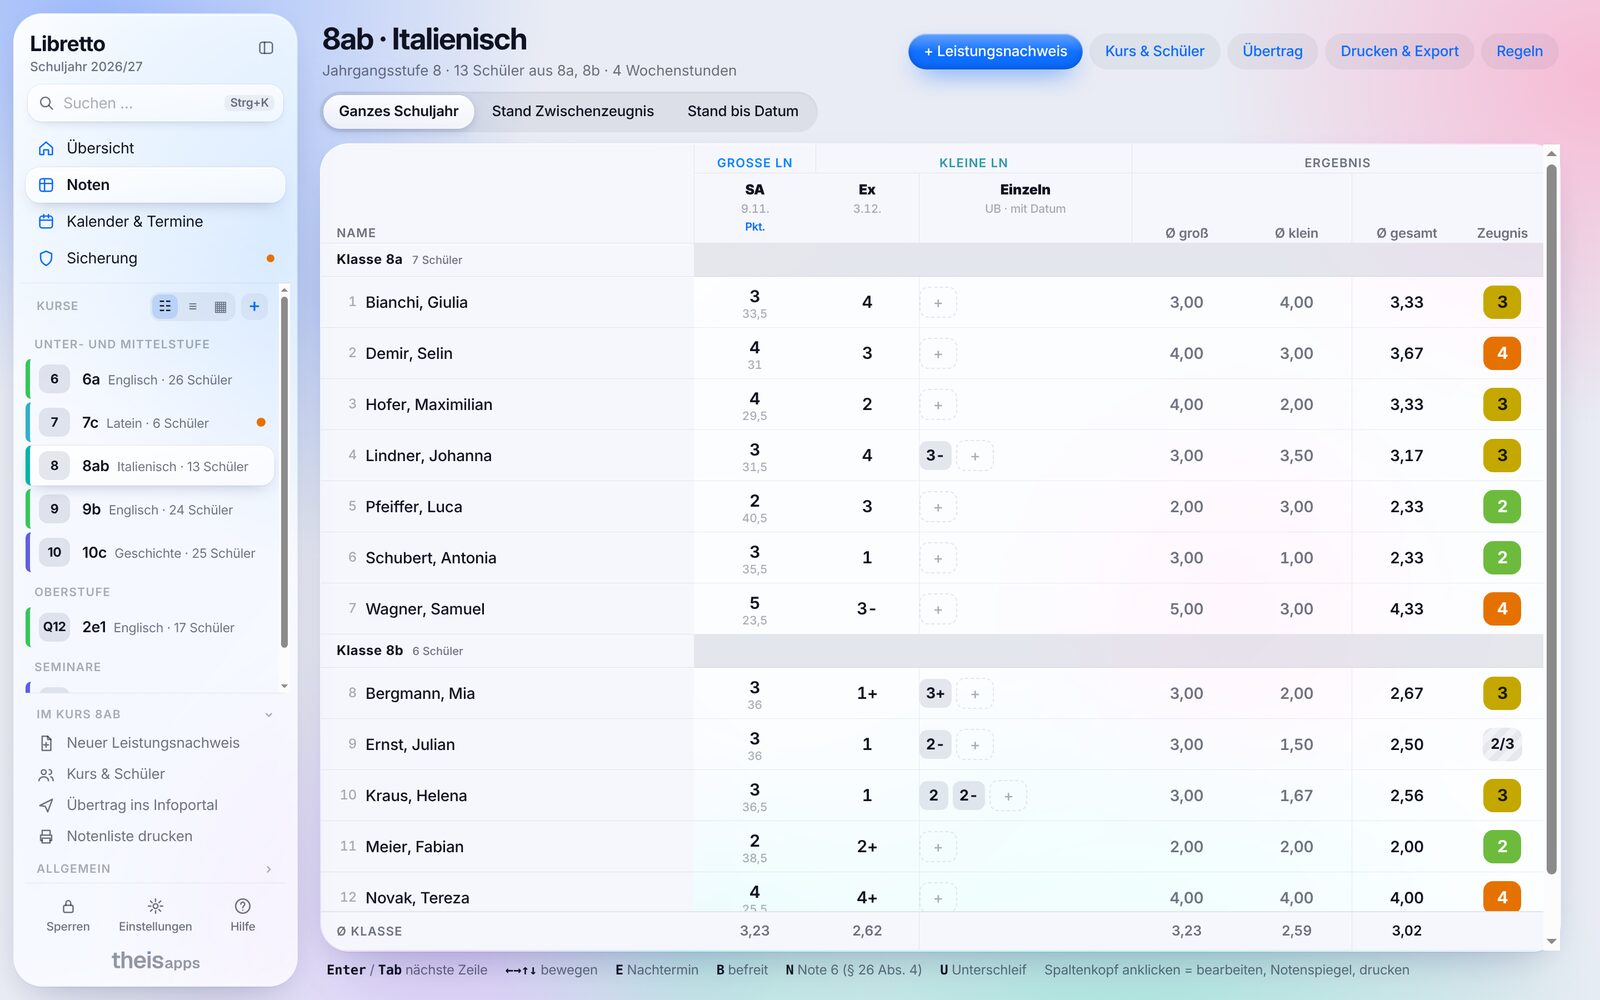 Libretto
Schuljahr 2026/27
Suchen ... Strg+K
Übersicht
Noten
Kalender & Termine
Sicherung
KURSE
UNTER- UND MITTELSTUFE
6 6a Englisch · 26 Schüler
7 7c Latein · 6 Schüler
8 8ab Italienisch · 13 Schüler
9 9b Englisch · 24 Schüler
10 10c Geschichte · 25 Schüler
OBERSTUFE
Q12 2e1 Englisch · 17 Schüler
SEMINARE
IM KURS 8AB
Neuer Leistungsnachweis
Kurs & Schüler
Übertrag ins Infoportal
Notenliste drucken
ALLGEMEIN
Sperren Einstellungen Hilfe
theisapps
8ab · Italienisch
Jahrgangsstufe 8 · 13 Schüler aus 8a, 8b · 4 Wochenstunden
+ Leistungsnachweis Kurs & Schüler Übertrag Drucken & Export Regeln
Ganzes Schuljahr Stand Zwischenzeugnis Stand bis Datum
GROSSE LN KLEINE LN ERGEBNIS
SA Ex Einzeln
9.11. 3.12. UB · mit Datum
Pkt.
NAME Ø groß Ø klein Ø gesamt Zeugnis
Klasse 8a 7 Schüler
1 Bianchi, Giulia 3 33,5 4 + 3,00 4,00 3,33 3
2 Demir, Selin 4 31 3 + 4,00 3,00 3,67 4
3 Hofer, Maximilian 4 29,5 2 + 4,00 2,00 3,33 3
4 Lindner, Johanna 3 31,5 4 3- + 3,00 3,50 3,17 3
5 Pfeiffer, Luca 2 40,5 3 + 2,00 3,00 2,33 2
6 Schubert, Antonia 3 35,5 1 + 3,00 1,00 2,33 2
7 Wagner, Samuel 5 23,5 3- + 5,00 3,00 4,33 4
Klasse 8b 6 Schüler
8 Bergmann, Mia 3 36 1+ 3+ + 3,00 2,00 2,67 3
9 Ernst, Julian 3 36 1 2- + 3,00 1,50 2,50 2/3
10 Kraus, Helena 3 36,5 1 2 2- + 3,00 1,67 2,56 3
11 Meier, Fabian 2 38,5 2+ + 2,00 2,00 2,00 2
12 Novak, Tereza 4 25,5 4+ + 4,00 4,00 4,00 4
Ø KLASSE 3,23 2,62 3,23 2,59 3,02
Enter / Tab nächste Zeile ←→↑↓ bewegen E Nachtermin B befreit N Note 6 (§ 26 Abs. 4) U Unterschleif Spaltenkopf anklicken = bearbeiten, Notenspiegel, drucken